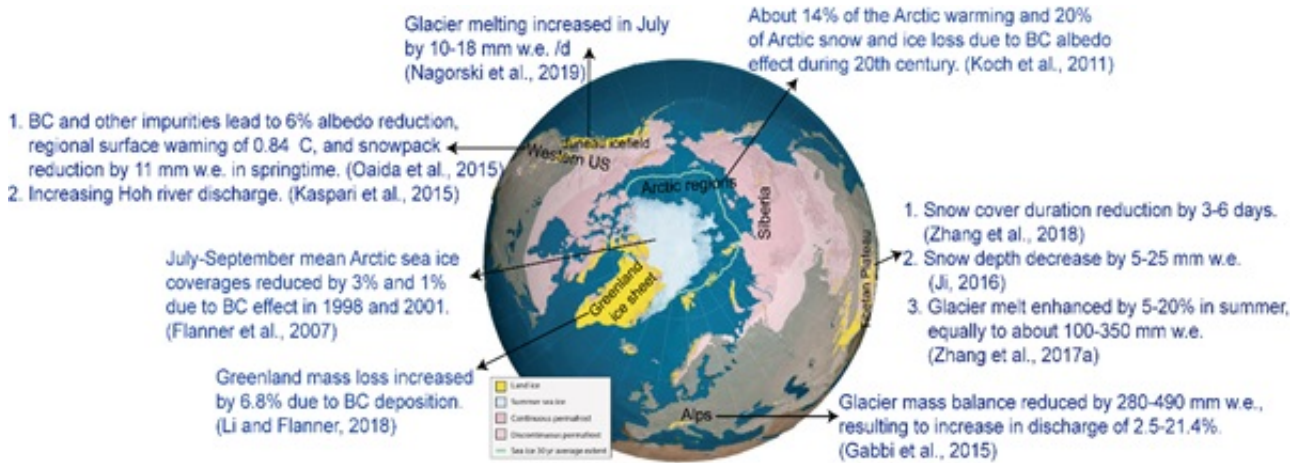 Glacier melting increased in July
by 10-18 mm w.e. /d
(Nagorski et al., 2019)
About 14% of the Arctic warming and 20%
of Arctic snow and ice loss due to BC albedo
effect during 20th century. (Koch et al., 2011)
1. BC and other impurities lead to 6% albedo reduction,
regional surface warning of 0.84 C, and snowpack
reduction by 11 mm w.e. in springtime. (Oaida et al., 2015)
2. Increasing Hoh river discharge. (Kaspari et al., 2015)
Juneau icefield
Western US
Arctic regions
Siberia
Tibetan Plateau
Greenland
ice sheet
Alps
1. Snow cover duration reduction by 3-6 days.
(Zhang et al., 2018)
2. Snow depth decrease by 5-25 mm w.e.
(Ji, 2016)
3. Glacier melt enhanced by 5-20% in summer,
equally to about 100-350 mm w.e.
(Zhang et al., 2017a)
July-September mean Arctic sea ice
coverages reduced by 3% and 1%
due to BC effect in 1998 and 2001.
(Flanner et al., 2007)
Greenland mass loss increased
by 6.8% due to BC deposition.
(Li and Flanner, 2018)
Land ice
Summer sea ice
Continuous permafrost
Discontinuous permafrost
Sea ice 30 yr average extent
Glacier mass balance reduced by 280-490 mm w.e.,
resulting to increase in discharge of 2.5-21.4%.
(Gabbi et al., 2015)